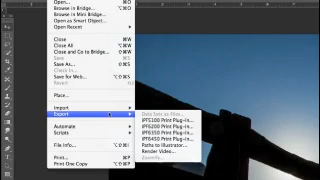 Open... ⌘O
Browse in Bridge... ⌥⌘O
Browse in Mini Bridge...
Open as Smart Object...
Open Recent
Close ⌘W
Close All ⌥⌘W
Close and Go to Bridge... ⇧⌘W
Save ⌘S
Save As... ⇧⌘S
Check In...
Save for Web... ⌥⇧⌘S
Revert
Place...
Import
Export
Automate
Scripts
File Info... ⌥⇧⌘I
Print... ⌘P
Print One Copy ⌥⇧⌘P
Data Sets as Files...
iPF5100 Print Plug-In...
iPF6200 Print Plug-In...
iPF6350 Print Plug-In...
iPF6450 Print Plug-In...
Paths to Illustrator...
Render Video...
Zoomify...